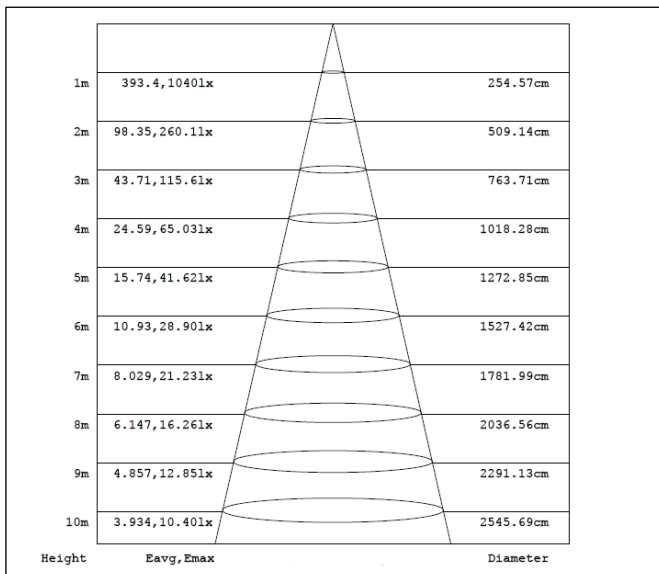 1m 393.4,1040lx 254.57cm
2m 98.35,260.1lx 509.14cm
3m 43.71,115.6lx 763.71cm
4m 24.59,65.03lx 1018.28cm
5m 15.74,41.62lx 1272.85cm
6m 10.93,28.90lx 1527.42cm
7m 8.029,21.23lx 1781.99cm
8m 6.147,16.26lx 2036.56cm
9m 4.857,12.85lx 2291.13cm
10m 3.934,10.40lx 2545.69cm
Height Eavg,Emax Diameter